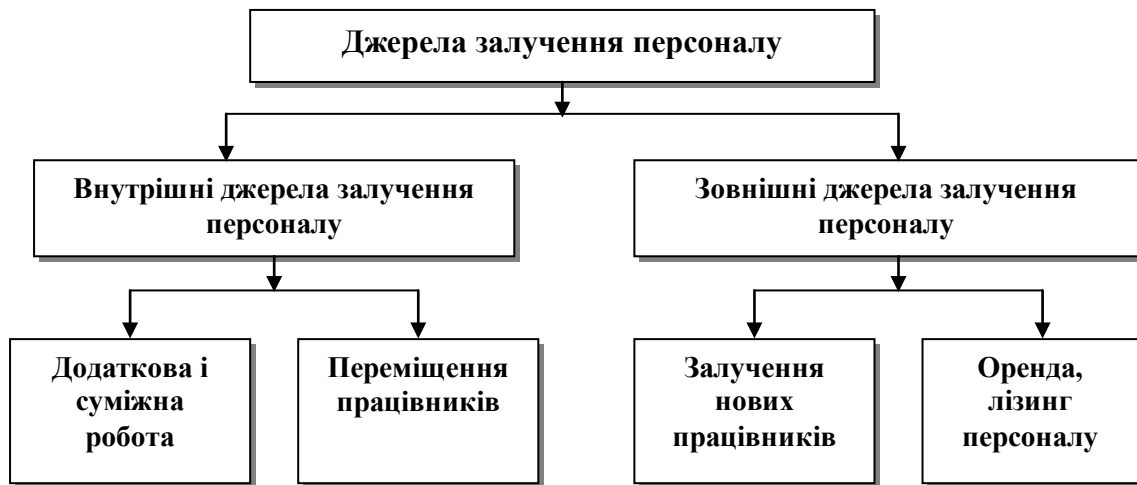 Джерела залучення персоналу
Внутрішні джерела залучення
персоналу
Зовнішні джерела залучення
персоналу
Додаткова і
суміжна
робота
Переміщення
працівників
Залучення
нових
працівників
Оренда,
лізинг
персоналу